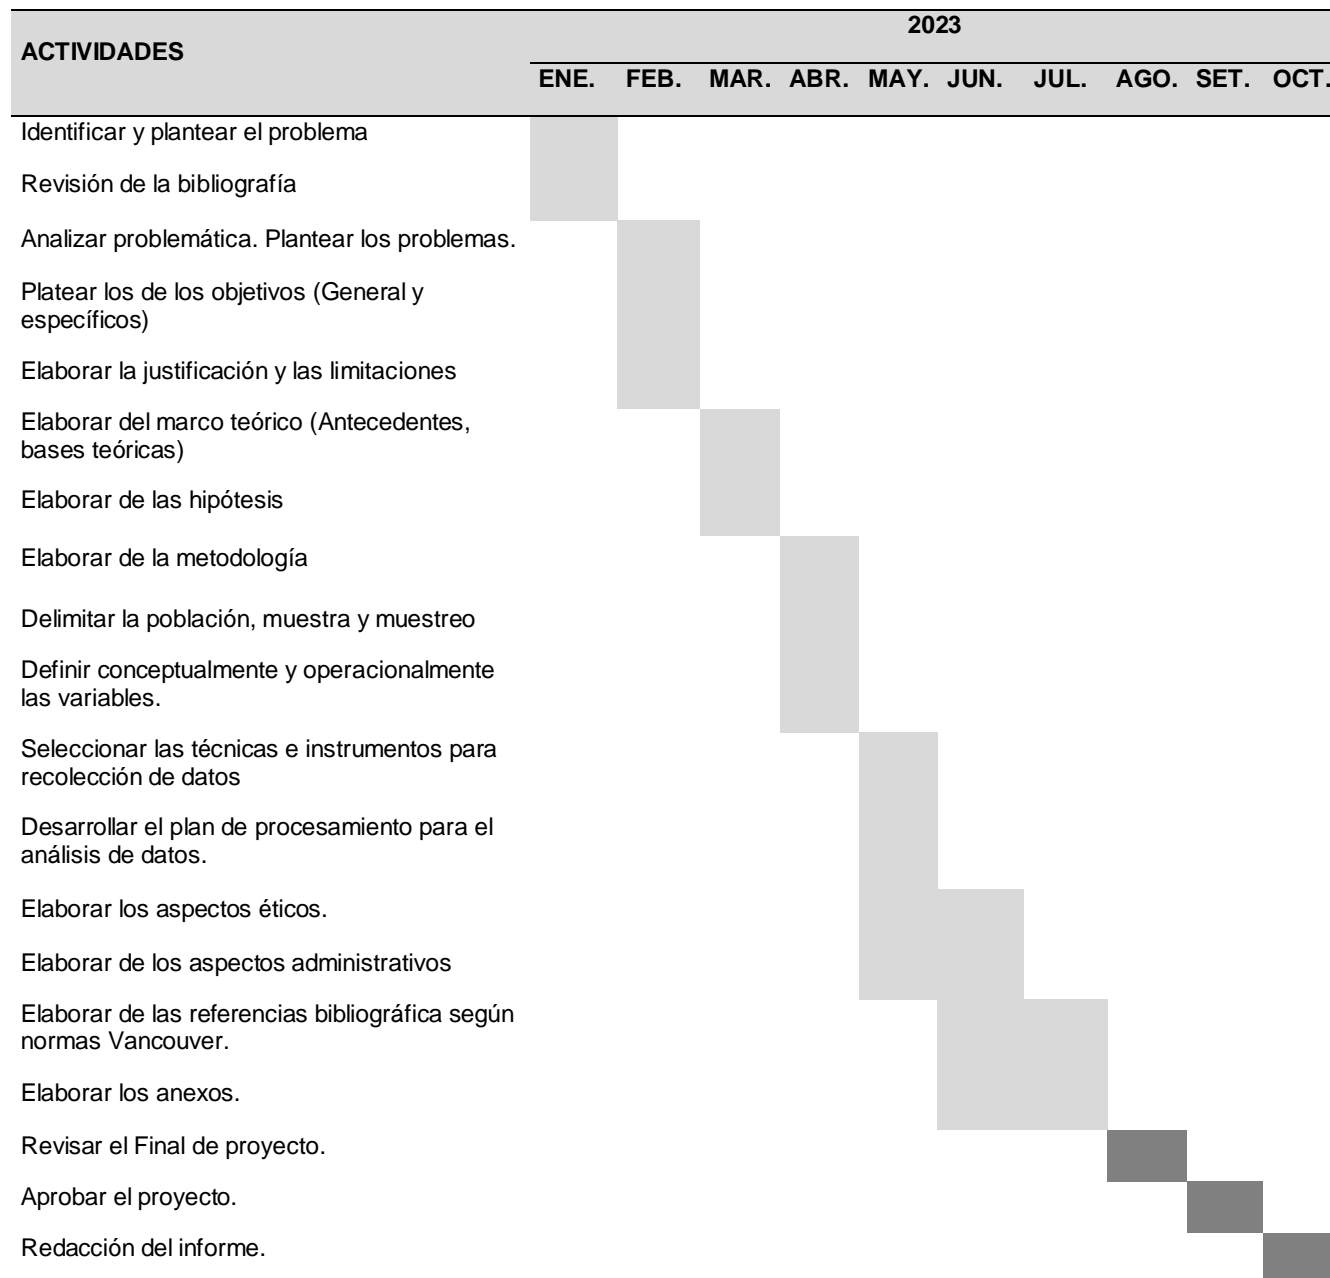 2023
ACTIVIDADES
ENE. FEB. MAR. ABR. MAY. JUN. JUL. AGO. SET. OCT.
Identificar y plantear el problema
Revisión de la bibliografía
Analizar problemática. Plantear los problemas.
Platear los de los objetivos (General y
específicos)
Elaborar la justificación y las limitaciones
Elaborar del marco teórico (Antecedentes,
bases teóricas)
Elaborar de las hipótesis
Elaborar de la metodología
Delimitar la población, muestra y muestreo
Definir conceptualmente y operacionalmente
las variables.
Seleccionar las técnicas e instrumentos para
recolección de datos
Desarrollar el plan de procesamiento para el
análisis de datos.
Elaborar los aspectos éticos.
Elaborar de los aspectos administrativos
Elaborar de las referencias bibliográfica según
normas Vancouver.
Elaborar los anexos.
Revisar el Final de proyecto.
Aprobar el proyecto.
Redacción del informe.